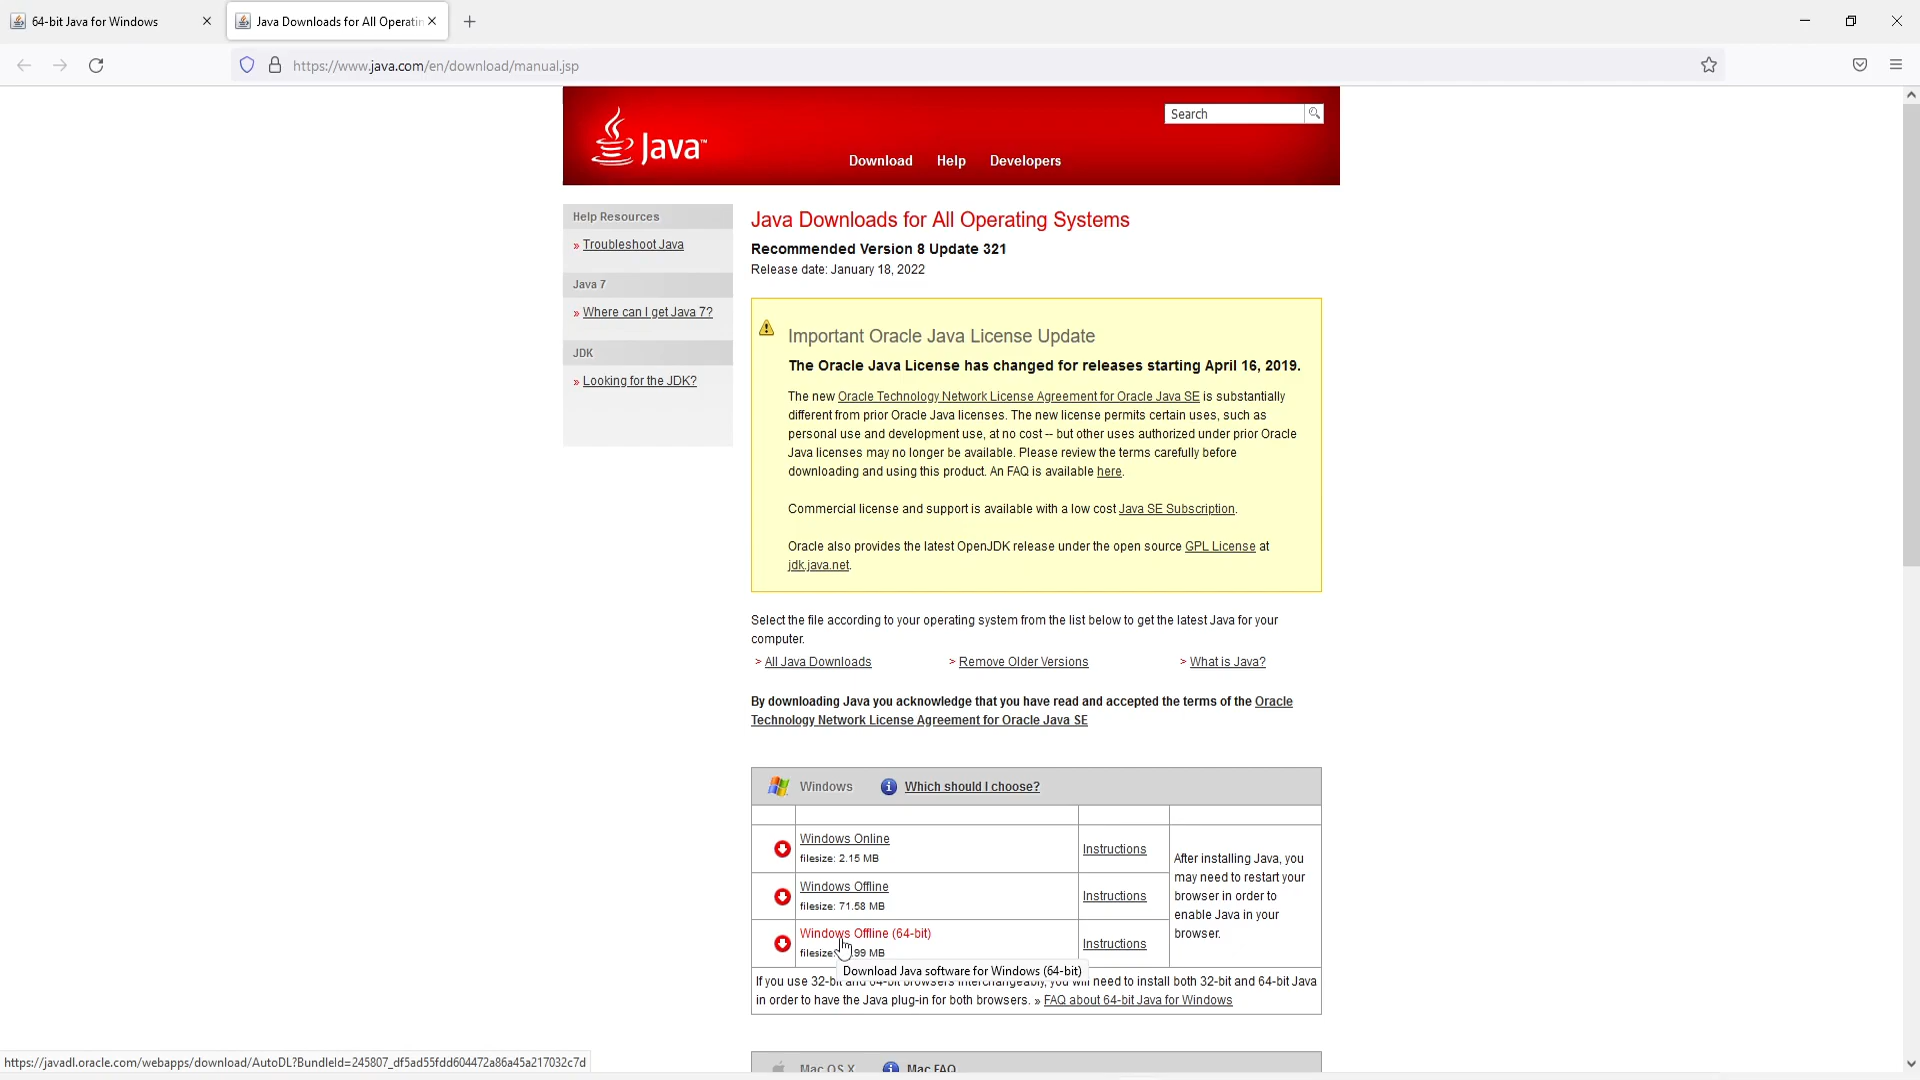 64-bit Java for Windows
Java Downloads for All Operatin
https://www.java.com/en/download/manual.jsp
Java™
Search
Download Help Developers
Help Resources
» Troubleshoot Java
Java 7
» Where can I get Java 7?
JDK
» Looking for the JDK?
Java Downloads for All Operating Systems
Recommended Version 8 Update 321
Release date: January 18, 2022
Important Oracle Java License Update
The Oracle Java License has changed for releases starting April 16, 2019.
The new Oracle Technology Network License Agreement for Oracle Java SE is substantially
different from prior Oracle Java licenses. The new license permits certain uses, such as
personal use and development use, at no cost -- but other uses authorized under prior Oracle
Java licenses may no longer be available. Please review the terms carefully before
downloading and using this product. An FAQ is available here.
Commercial license and support is available with a low cost Java SE Subscription.
Oracle also provides the latest OpenJDK release under the open source GPL License at
jdk.java.net.
Select the file according to your operating system from the list below to get the latest Java for your
computer.
> All Java Downloads > Remove Older Versions > What is Java?
By downloading Java you acknowledge that you have read and accepted the terms of the Oracle
Technology Network License Agreement for Oracle Java SE
Windows Which should I choose?
Windows Online
filesize: 2.15 MB
Instructions
Windows Offline
filesize: 71.58 MB
Instructions
Windows Offline (64-bit)
filesize: .99 MB
Instructions
After installing Java, you
may need to restart your
browser in order to
enable Java in your
browser.
Download Java software for Windows (64-bit)
If you use 32-bit and 64-bit browsers interchangeably, you will need to install both 32-bit and 64-bit Java
in order to have the Java plug-in for both browsers. » FAQ about 64-bit Java for Windows
https://javadl.oracle.com/webapps/download/AutoDL?BundleId=245807_df5ad55fdd604472a86a45a217032c7d
Mac OS X Mac FAQ